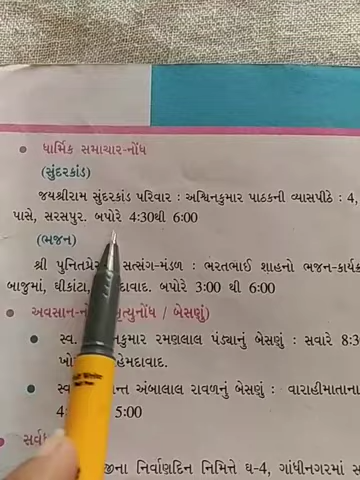 ધાર્મિક સમાચાર-નોંધ
(સુંદરકાંડ)
જયશ્રીરામ સુંદરકાંડ પરિવાર : અશ્વિનકુમાર પાઠકની વ્યાસપીઠે : 4,
પાસે, સરસપુર. બપોરે 4:30થી 6:00
(ભજન)
શ્રી સત્સંગ-મંડળ : ભરતભાઈ શાહનો ભજન-કાર્યક્ર
બાજુમાં, ઘીકાંટા, બપોરે 3:00 થી 6:00
અવસાન-નોં / બેસણું)
સ્વ. રમણલાલ પંડ્યાનું બેસણું : સવારે 8:3
સ્વ અંબાલાલ રાવળનું બેસણું : વારાહીમાતાના
4: 5:00
સર્વ
નિર્વાણદિન નિમિત્તે ઘ-4, ગાંધીનગરમાં સ